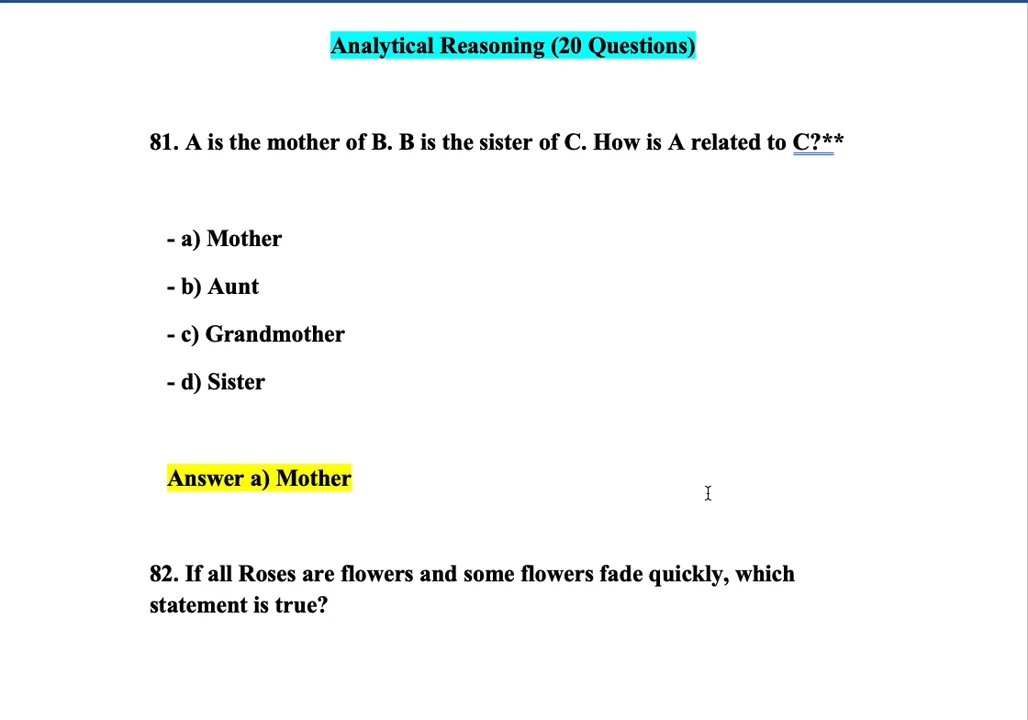 Analytical Reasoning (20 Questions)
81. A is the mother of B. B is the sister of C. How is A related to C?**
- a) Mother
- b) Aunt
- c) Grandmother
- d) Sister
Answer a) Mother
82. If all Roses are flowers and some flowers fade quickly, which
statement is true?